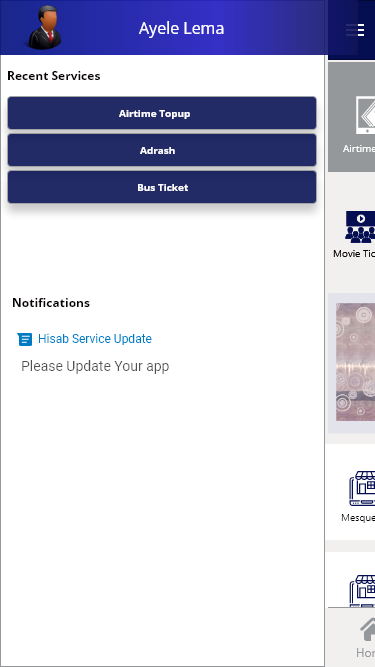 Ayele Lema
Recent Services
Airtime Topup
Adrash
Bus Ticket
Notifications
Hisab Service Update
Please Update Your app
Airtime
Movie Tic
Mesque
Hor